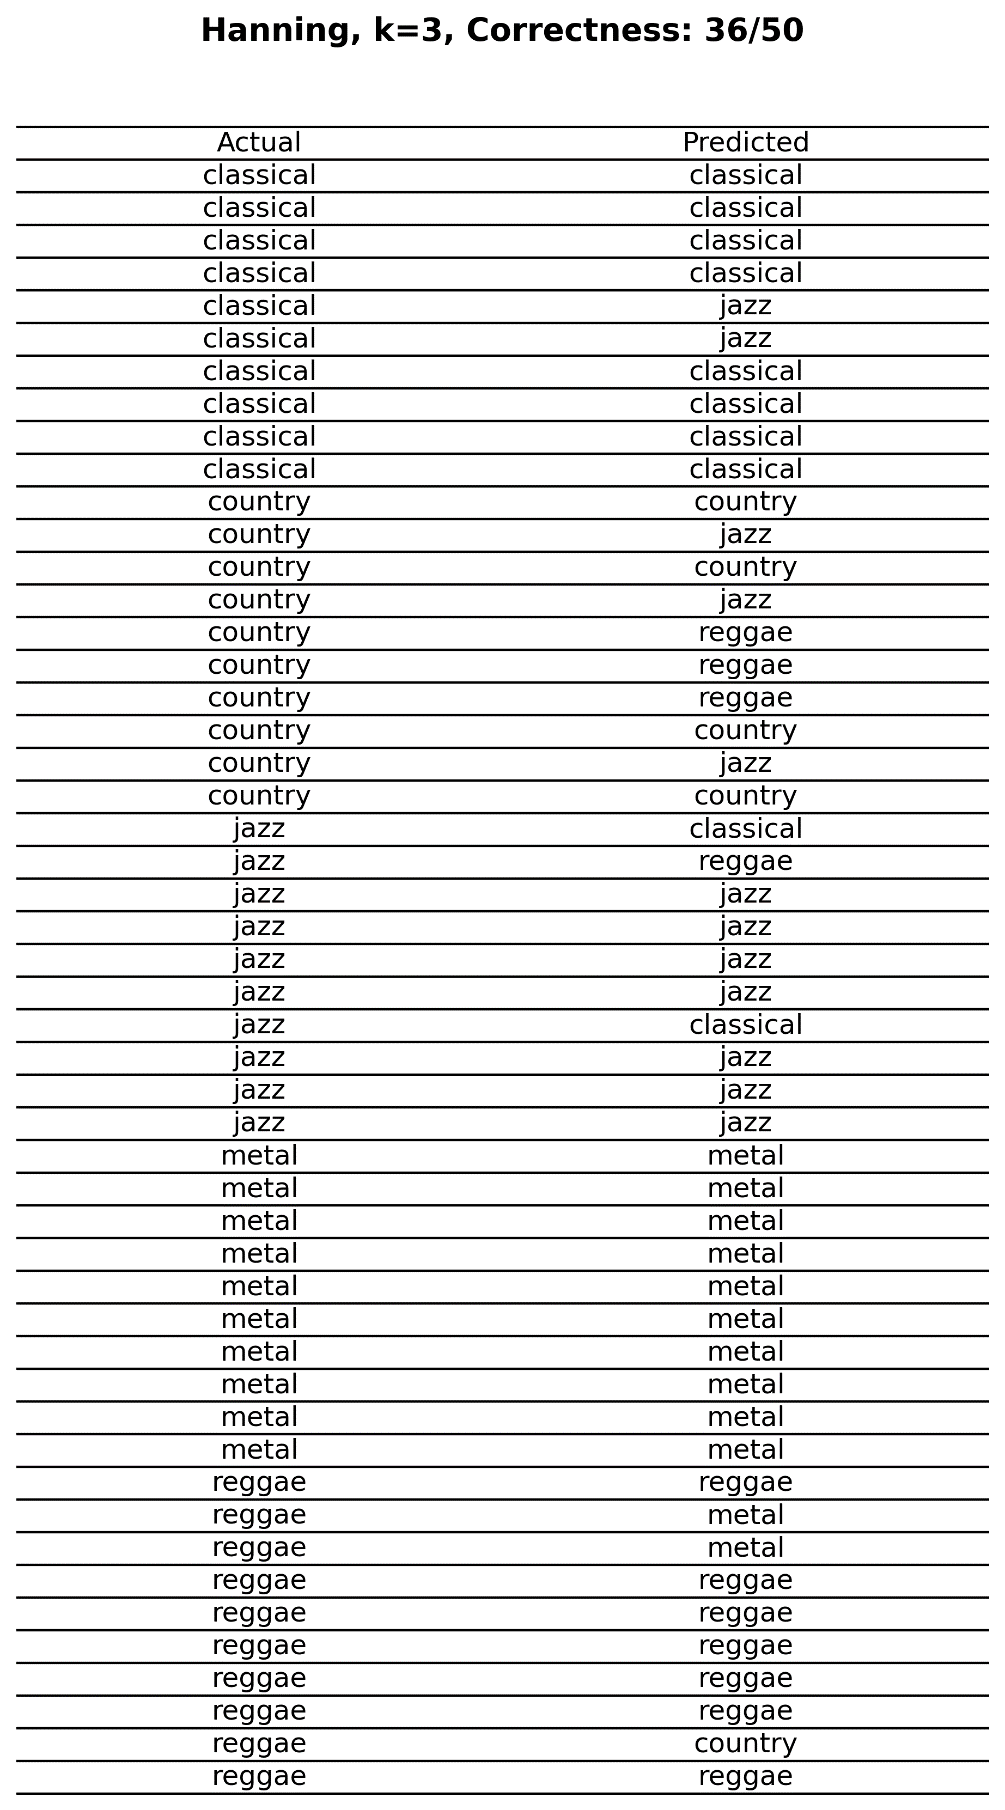 Hanning, k=3, Correctness: 36/50
Actual Predicted
classical classical
classical classical
classical classical
classical classical
classical jazz
classical jazz
classical classical
classical classical
classical classical
classical classical
country country
country jazz
country country
country jazz
country reggae
country reggae
country reggae
country country
country jazz
country country
jazz classical
jazz reggae
jazz jazz
jazz jazz
jazz jazz
jazz jazz
jazz classical
jazz jazz
jazz jazz
jazz jazz
metal metal
metal metal
metal metal
metal metal
metal metal
metal metal
metal metal
metal metal
metal metal
metal metal
reggae reggae
reggae metal
reggae metal
reggae reggae
reggae reggae
reggae reggae
reggae reggae
reggae reggae
reggae country
reggae reggae